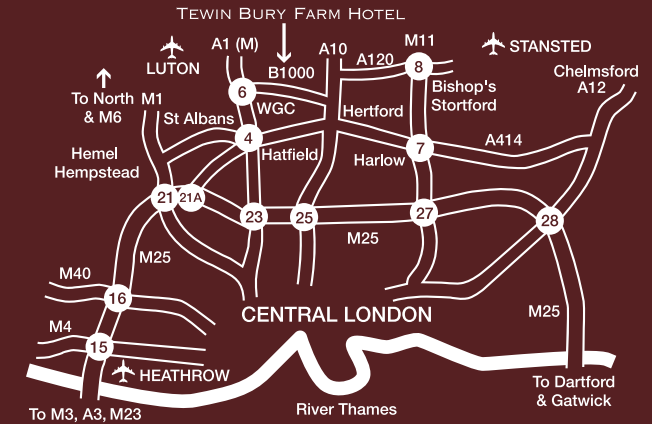 TEWIN BURY FARM HOTEL
A1 (M)
A10
M11
STANSTED
LUTON
A120
8
B1000
Chelmsford
A12
To North
& M6
M1
6
WGC
Bishop's
Stortford
St Albans
Hertford
4
Hatfield
Hemel
Hempstead
Harlow
7
A414
21
21A
23
25
27
28
M25
M25
M40
16
CENTRAL LONDON
M25
M4
15
HEATHROW
To Dartford
& Gatwick
River Thames
To M3, A3, M23